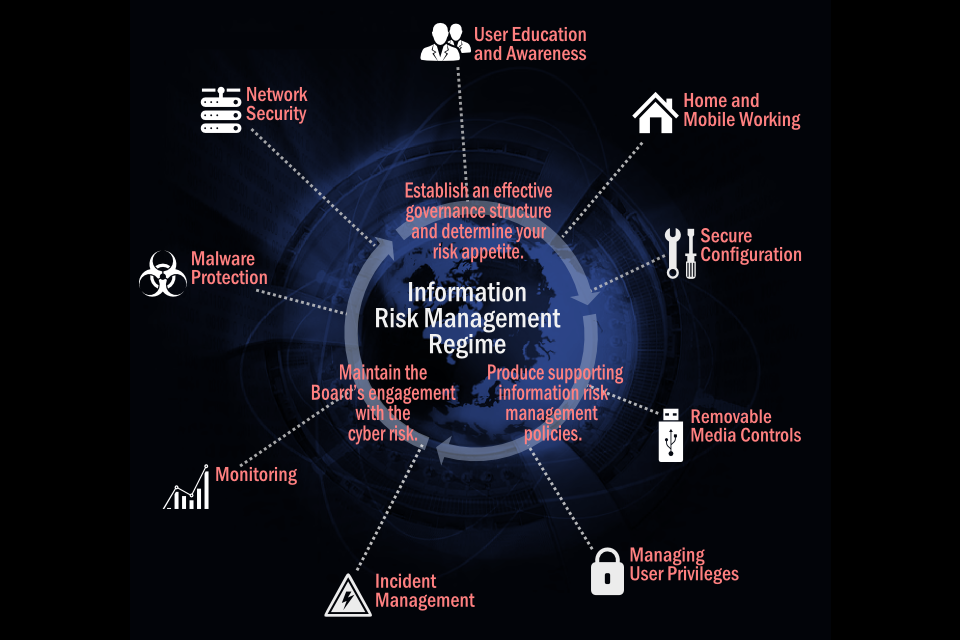 User Education
and Awareness
Network
Security
Home and
Mobile Working
Establish an effective
governance structure
and determine your
risk appetite.
Secure
Configuration
Malware
Protection
Information
Risk Management
Regime
Maintain the
Board's engagement
with the
cyber risk.
Produce supporting
information risk
management
policies.
Removable
Media Controls
Monitoring
Managing
User Privileges
Incident
Management